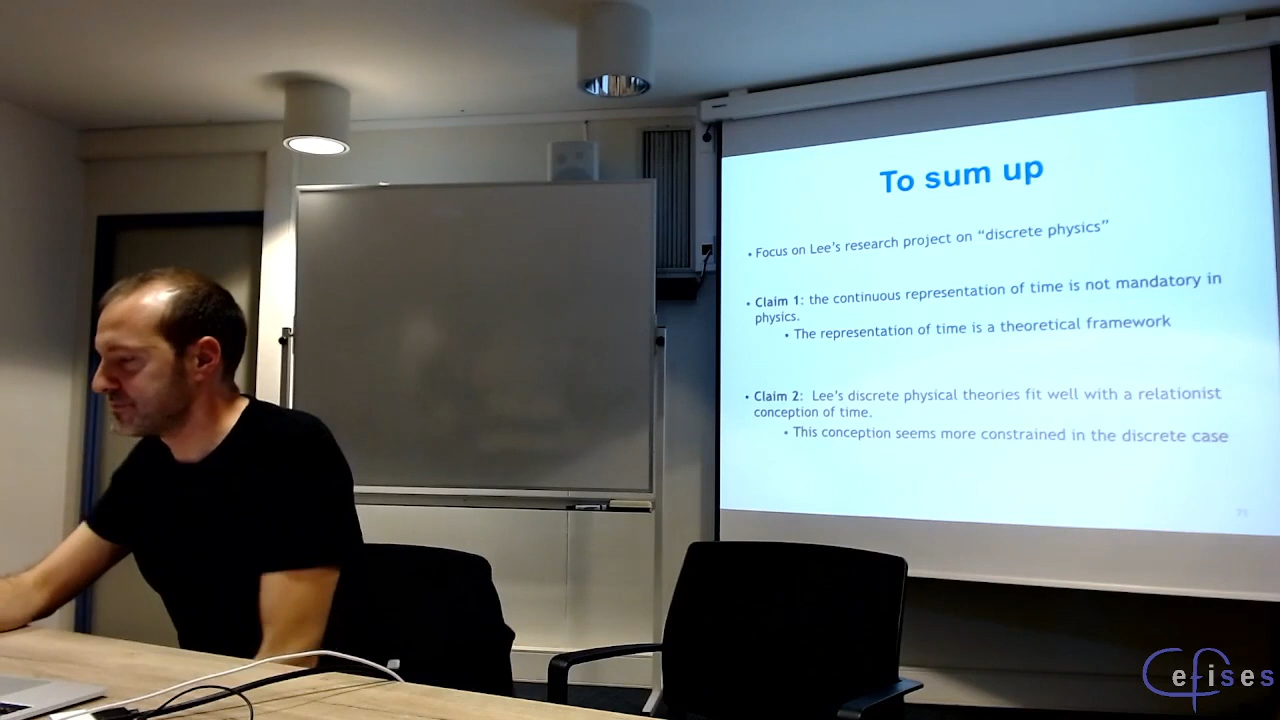 To sum up
• Focus on Lee's research project on “discrete physics”
• Claim 1: the continuous representation of time is not mandatory in
physics.
• The representation of time is a theoretical framework
• Claim 2: Lee's discrete physical theories fit well with a relationist
conception of time.
• This conception seems more constrained in the discrete case
efises